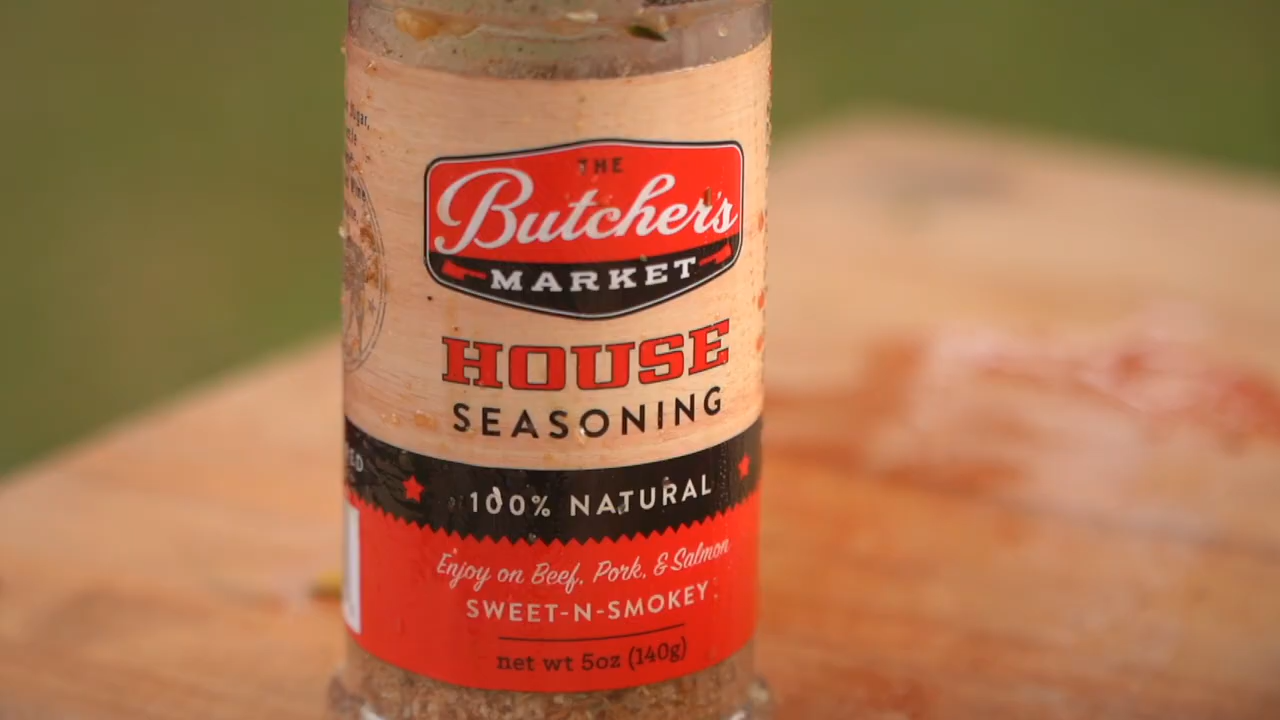 THE
Butcher's
MARKET
HOUSE
SEASONING
100% NATURAL
Enjoy on Beef, Pork, & Salmon
SWEET-N-SMOKEY
net wt 5oz (140g)